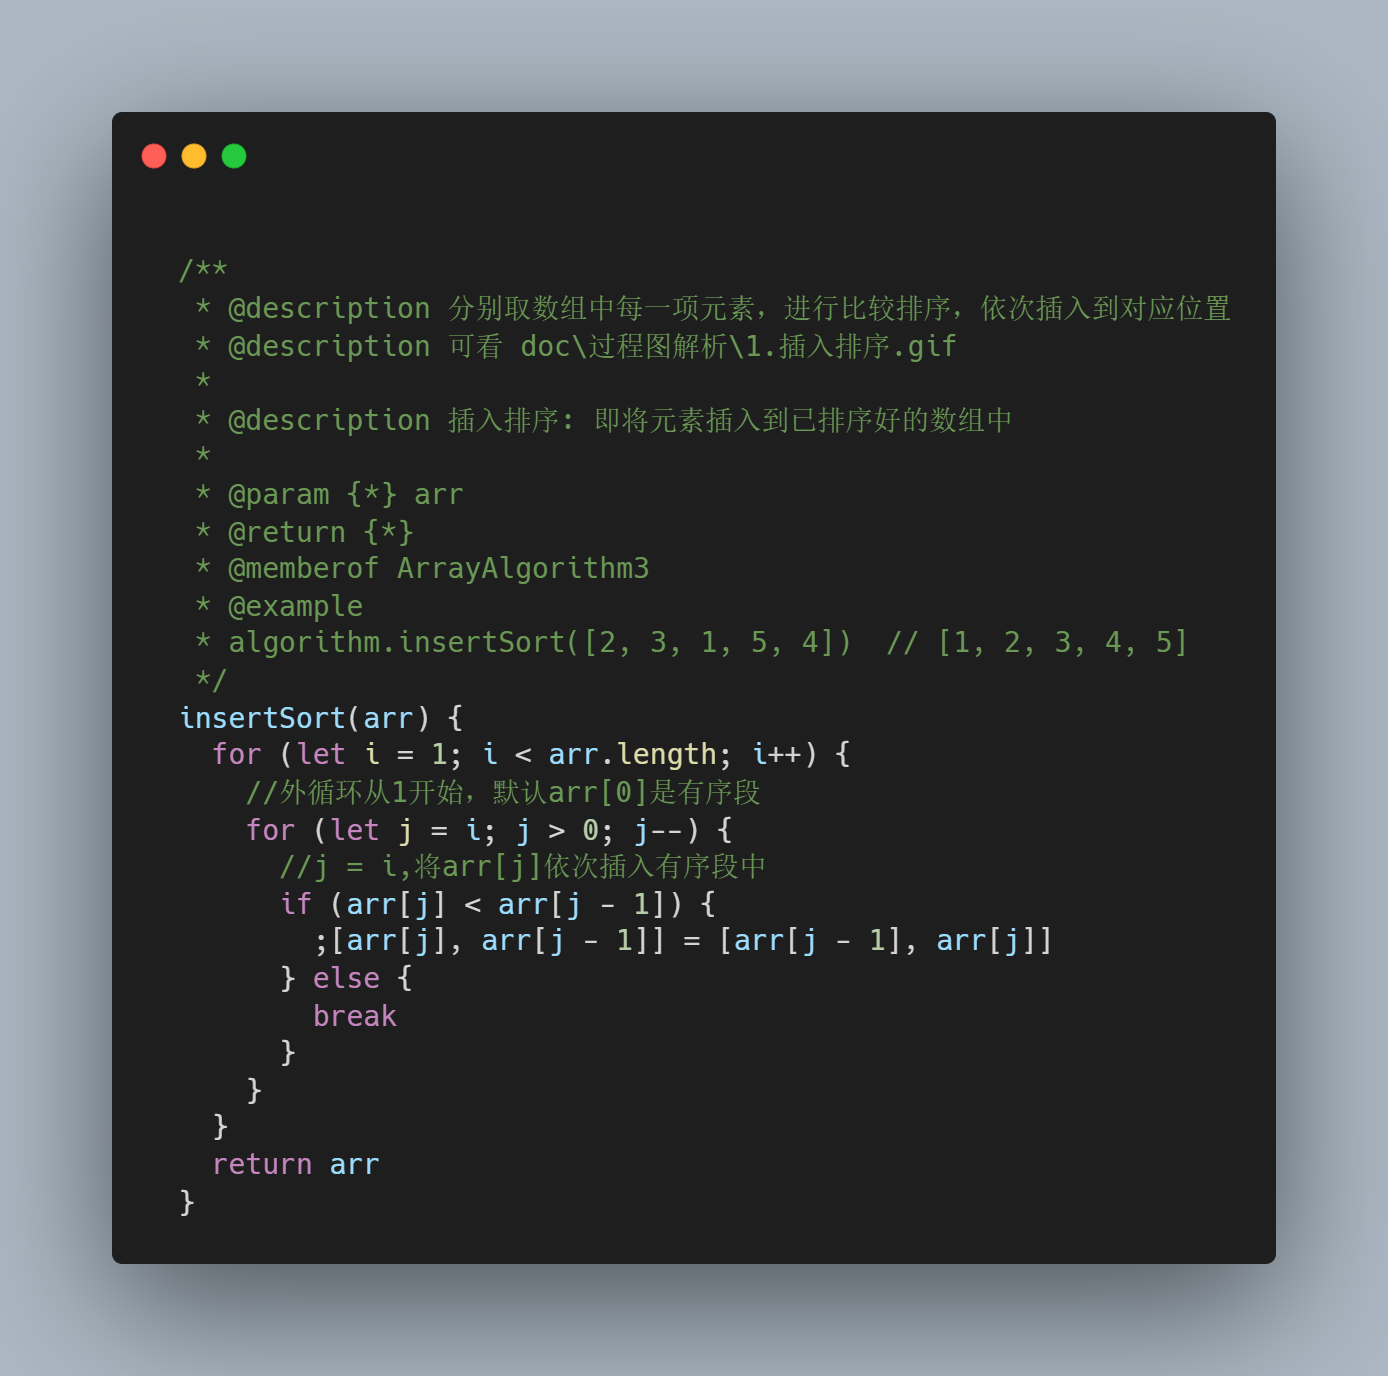 /**
 * @description 分别取数组中每一项元素，进行比较排序，依次插入到对应位置
 * @description 可看 doc\过程图解析\1.插入排序.gif
 *
 * @description 插入排序: 即将元素插入到已排序好的数组中
 *
 * @param {*} arr
 * @return {*}
 * @memberof ArrayAlgorithm3
 * @example
 * algorithm.insertSort([2, 3, 1, 5, 4])  // [1, 2, 3, 4, 5]
 */
insertSort(arr) {
  for (let i = 1; i < arr.length; i++) {
    //外循环从1开始，默认arr[0]是有序段
    for (let j = i; j > 0; j--) {
      //j = i,将arr[j]依次插入有序段中
      if (arr[j] < arr[j - 1]) {
        ;[arr[j], arr[j - 1]] = [arr[j - 1], arr[j]]
      } else {
        break
      }
    }
  }
  return arr
}